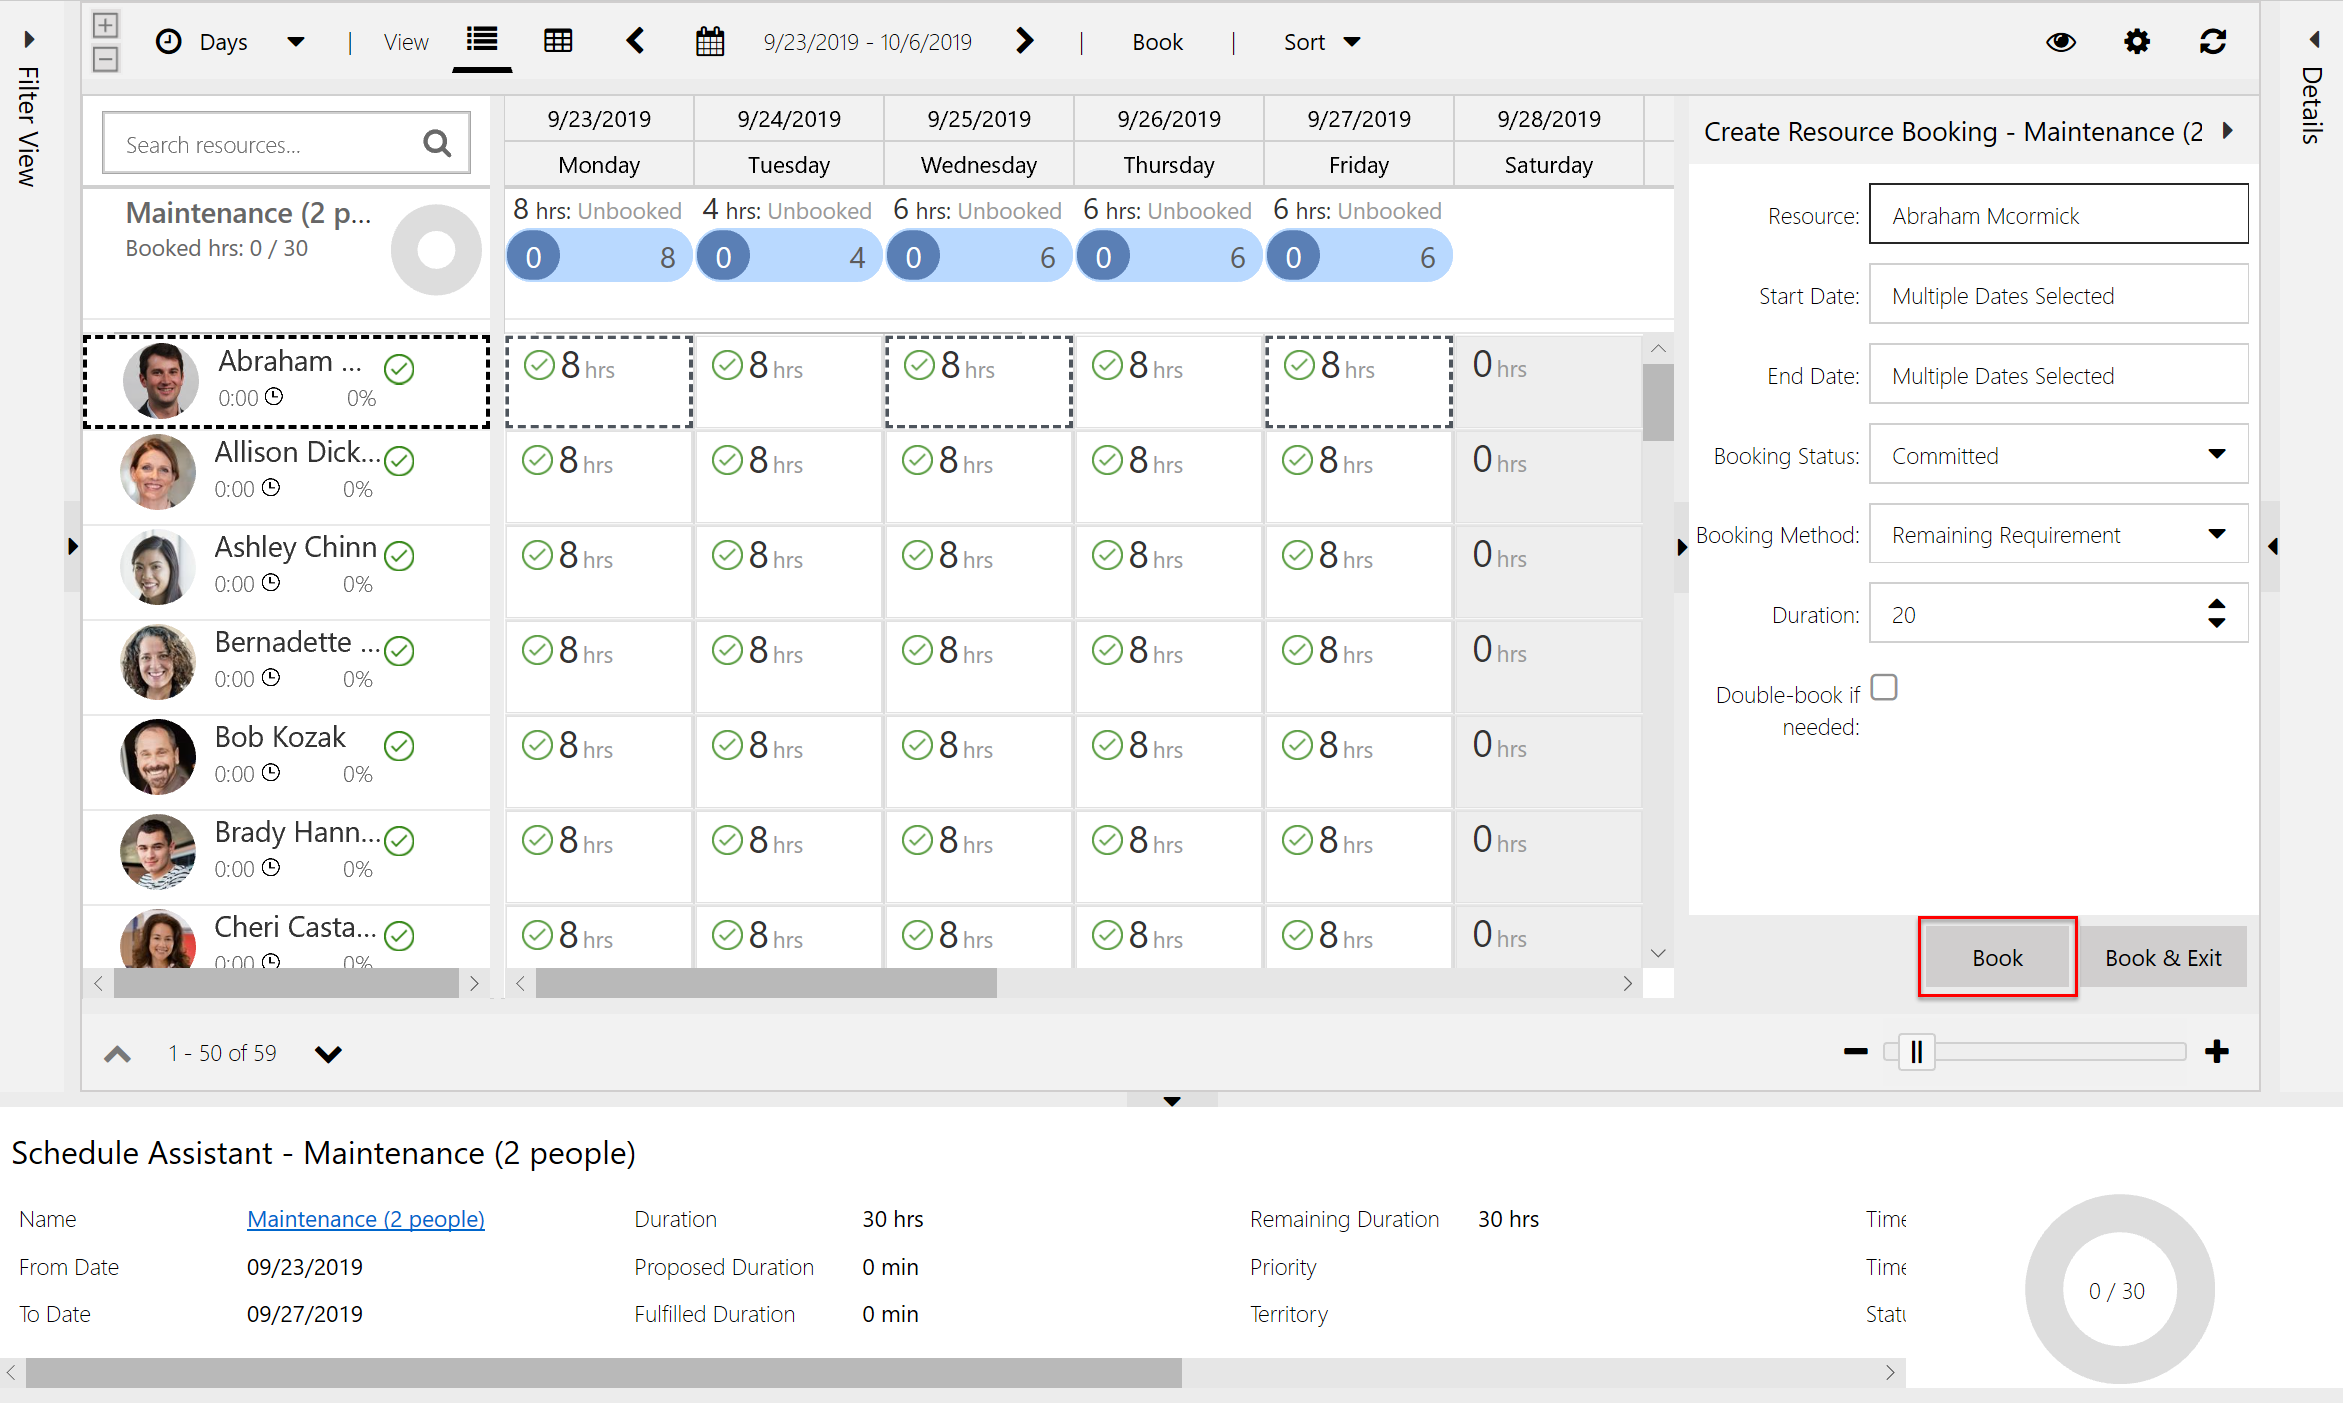 Filter View
Days
View
9/23/2019 - 10/6/2019
Book
Sort
Details
Search resources...
9/23/2019 9/24/2019 9/25/2019 9/26/2019 9/27/2019 9/28/2019
Monday Tuesday Wednesday Thursday Friday Saturday
Maintenance (2 p...
Booked hrs: 0 / 30
8 hrs: Unbooked 4 hrs: Unbooked 6 hrs: Unbooked 6 hrs: Unbooked 6 hrs: Unbooked
0 8 0 4 0 6 0 6 0 6
Abraham ...
0:00 0%
8 hrs 8 hrs 8 hrs 8 hrs 8 hrs 0 hrs
Allison Dick...
0:00 0%
8 hrs 8 hrs 8 hrs 8 hrs 8 hrs 0 hrs
Ashley Chinn
0:00 0%
8 hrs 8 hrs 8 hrs 8 hrs 8 hrs 0 hrs
Bernadette ...
0:00 0%
8 hrs 8 hrs 8 hrs 8 hrs 8 hrs 0 hrs
Bob Kozak
0:00 0%
8 hrs 8 hrs 8 hrs 8 hrs 8 hrs 0 hrs
Brady Hann...
0:00 0%
8 hrs 8 hrs 8 hrs 8 hrs 8 hrs 0 hrs
Cheri Casta...
0:00 0%
8 hrs 8 hrs 8 hrs 8 hrs 8 hrs 0 hrs
Create Resource Booking - Maintenance (2
Resource: Abraham Mcormick
Start Date: Multiple Dates Selected
End Date: Multiple Dates Selected
Booking Status: Committed
Booking Method: Remaining Requirement
Duration: 20
Double-book if
needed:
Book
Book & Exit
1 - 50 of 59
Schedule Assistant - Maintenance (2 people)
Name Maintenance (2 people) Duration 30 hrs Remaining Duration 30 hrs Time
From Date 09/23/2019 Proposed Duration 0 min Priority Time
To Date 09/27/2019 Fulfilled Duration 0 min Territory Statu
0 / 30